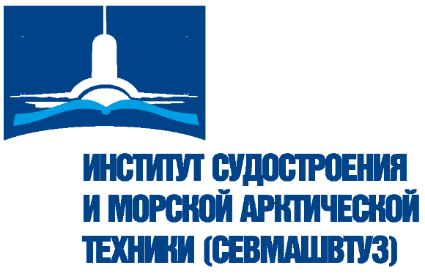 ИНСТИТУТ СУДОСТРОЕНИЯ
И МОРСКОЙ АРКТИЧЕСКОЙ
ТЕХНИКИ (СЕВМАШВТУЗ)